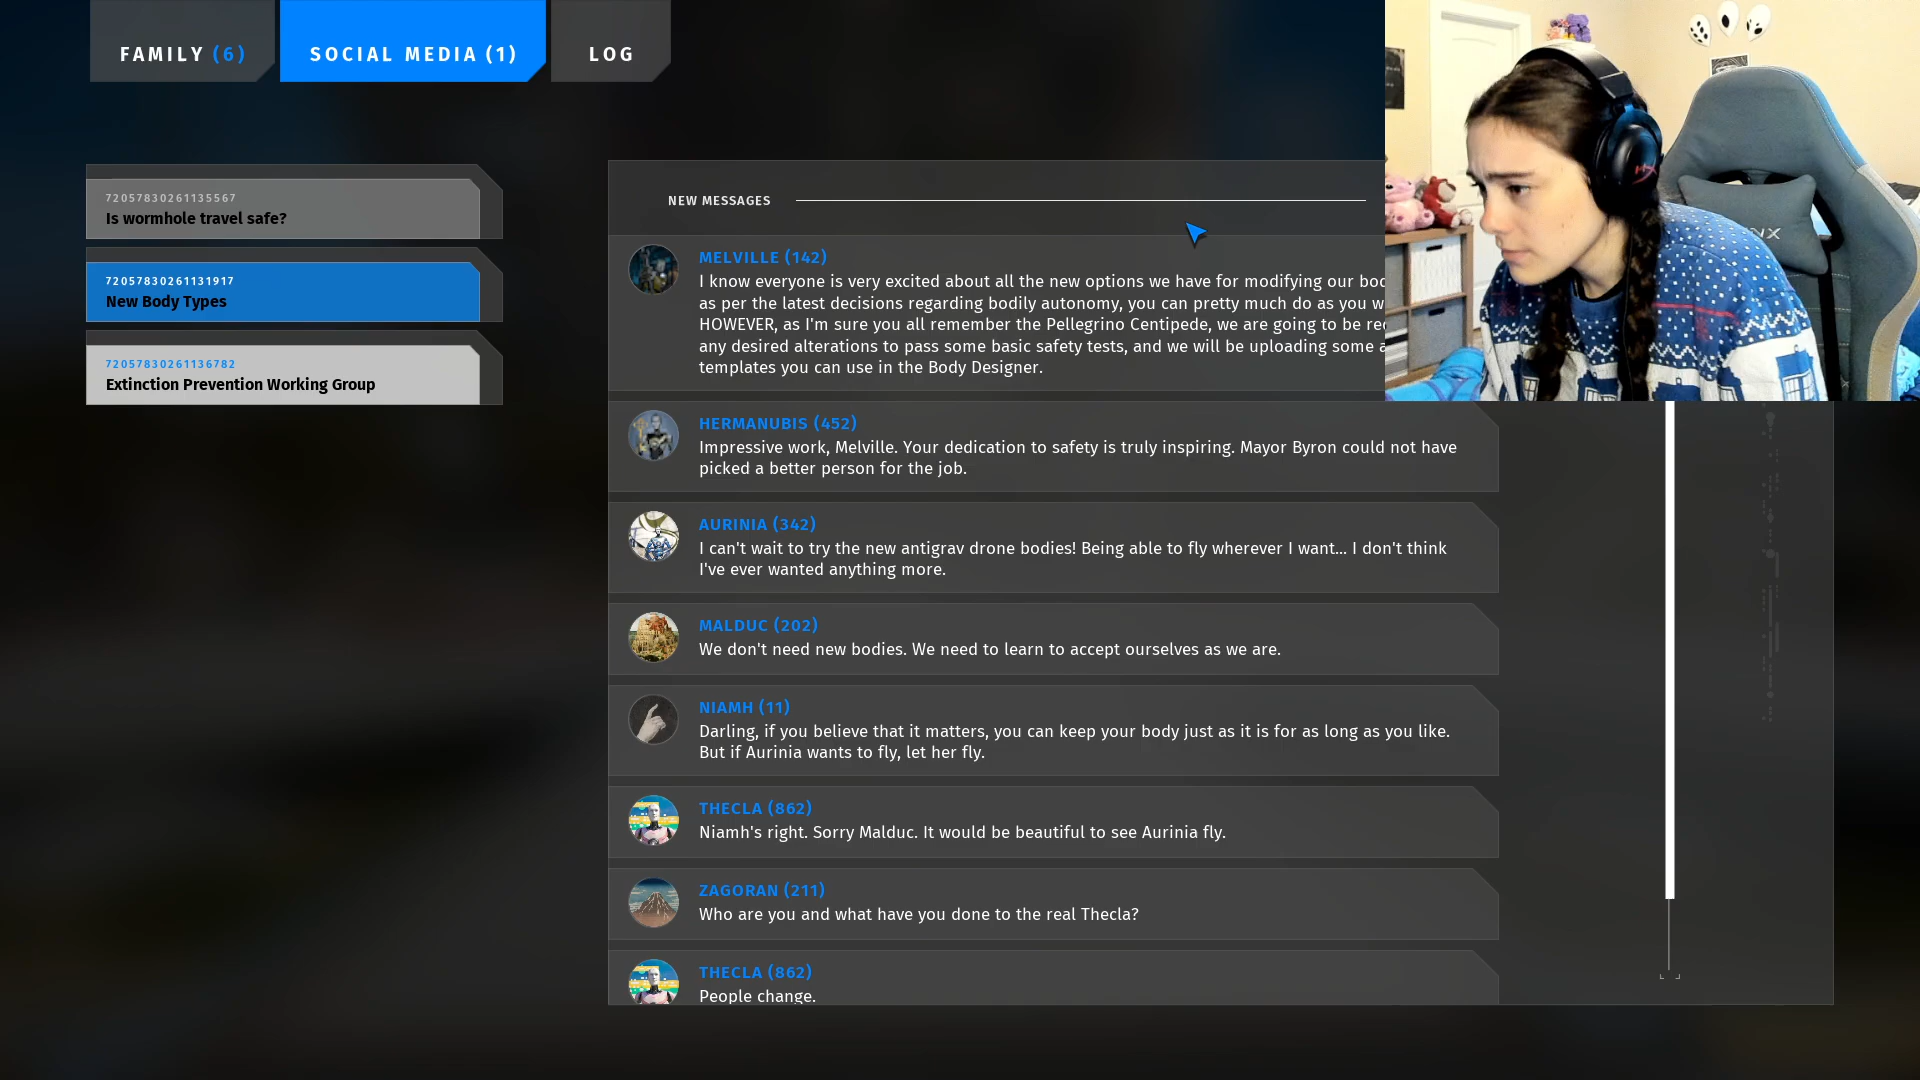 FAMILY (6)
SOCIAL MEDIA (1)
LOG
72057830261135567
Is wormhole travel safe?
72057830261131917
New Body Types
72057830261136782
Extinction Prevention Working Group
NEW MESSAGES
MELVILLE (142)
I know everyone is very excited about all the new options we have for modifying our
as per the latest decisions regarding bodily autonomy, you can pretty much do as you
HOWEVER, as I'm sure you all remember the Pellegrino Centipede, we are going to be
any desired alterations to pass some basic safety tests, and we will be uploading some
templates you can use in the Body Designer.
HERMANUBIS (452)
Impressive work, Melville. Your dedication to safety is truly inspiring. Mayor Byron could not have
picked a better person for the job.
AURINIA (342)
I can't wait to try the new antigrav drone bodies! Being able to fly wherever I want... I don't think
I've ever wanted anything more.
MALDUC (202)
We don't need new bodies. We need to learn to accept ourselves as we are.
NIAMH (11)
Darling, if you believe that it matters, you can keep your body just as it is for as long as you like.
But if Aurinia wants to fly, let her fly.
THECLA (862)
Niamh's right. Sorry Malduc. It would be beautiful to see Aurinia fly.
ZAGORAN (211)
Who are you and what have you done to the real Thecla?
THECLA (862)
People change.